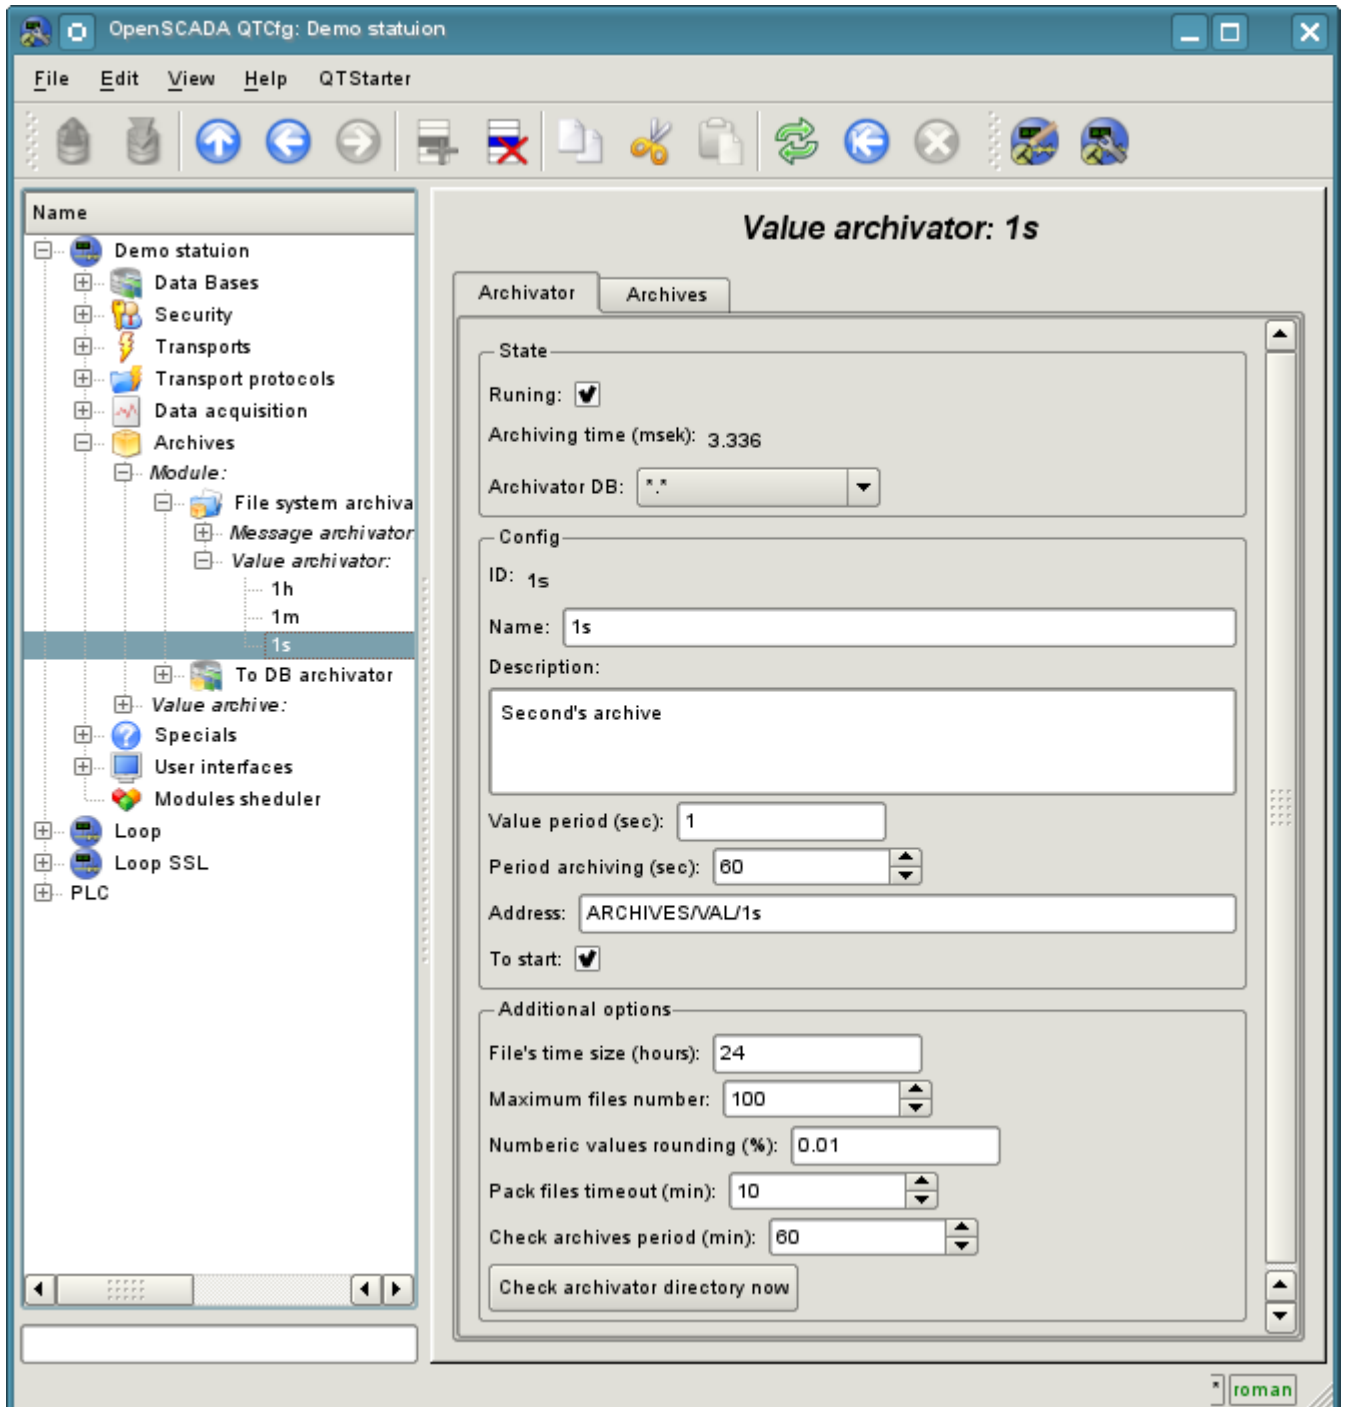 OpenSCADA QTCfg: Demo statuion
File Edit View Help QTStarter
Name
Demo statuion
Data Bases
Security
Transports
Transport protocols
Data acquisition
Archives
Module:
File system archiva
Message archivator
Value archivator:
1h
1m
1s
To DB archivator
Value archive:
Specials
User interfaces
Modules sheduler
Loop
Loop SSL
PLC
Value archivator: 1s
Archivator Archives
State
Runing:
Archiving time (msek): 3.336
Archivator DB: *.*
Config
ID: 1s
Name: 1s
Description:
Second's archive
Value period (sec): 1
Period archiving (sec): 60
Address: ARCHIVES/VAL/1s
To start:
Additional options
File's time size (hours): 24
Maximum files number: 100
Numberic values rounding (%): 0.01
Pack files timeout (min): 10
Check archives period (min): 60
Check archivator directory now
* roman